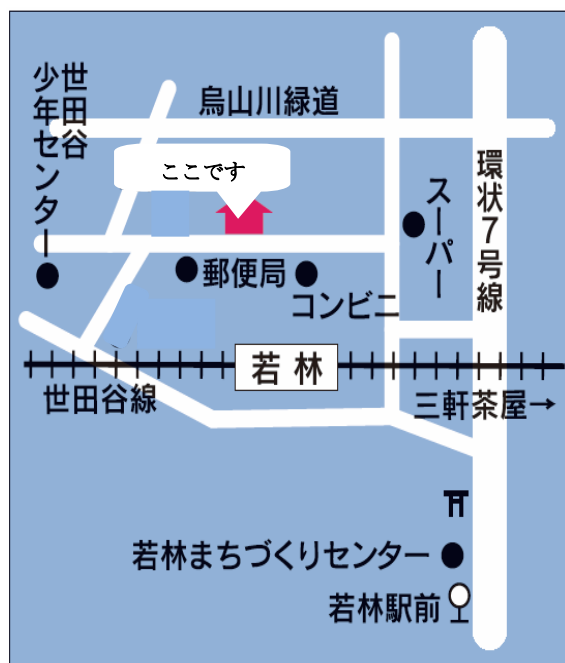 世田谷
少年センター
烏山川緑道
ここです
スーパー
環状7号線
郵便局
コンビニ
若林
世田谷線
三軒茶屋→
若林まちづくりセンター
若林駅前